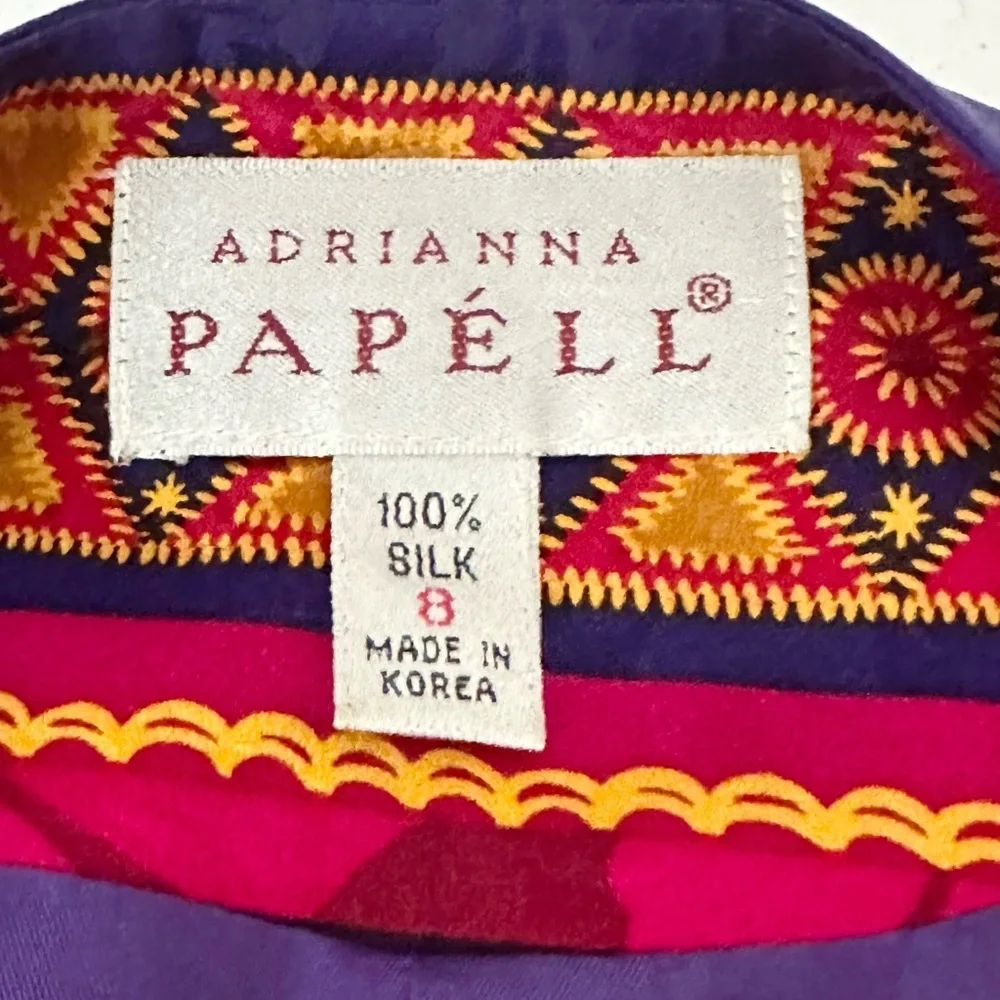 ADRIANNA
PAPÉLL®
100%
SILK
8
MADE IN
KOREA